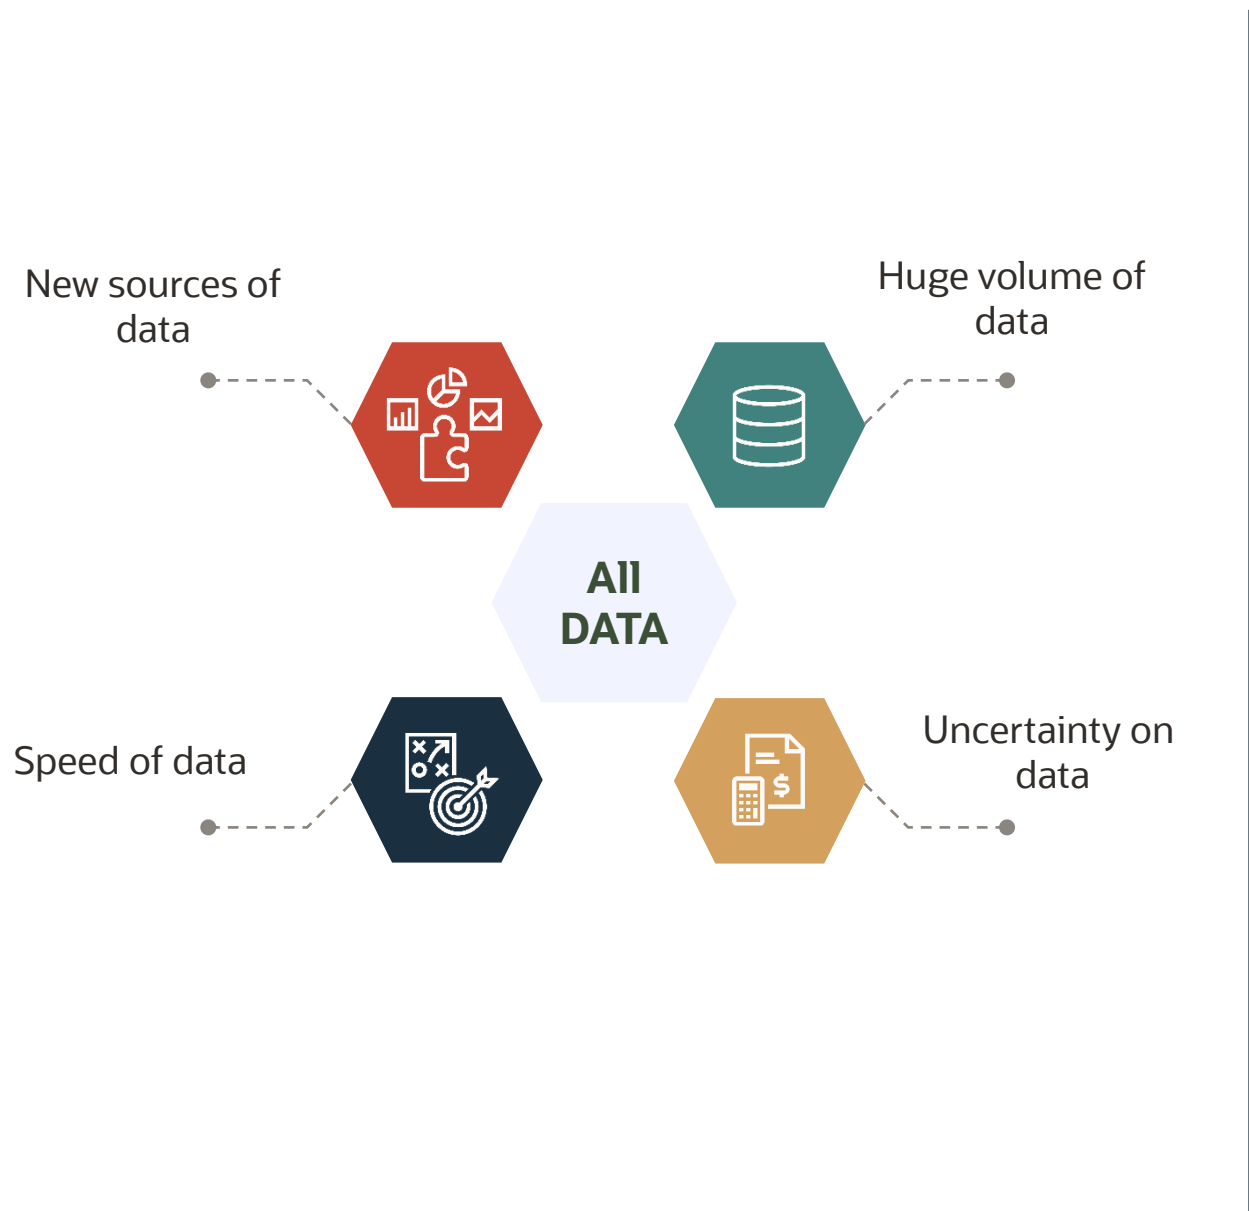 New sources of
data
Huge volume of
data
All
DATA
Speed of data
Uncertainty on
data
$